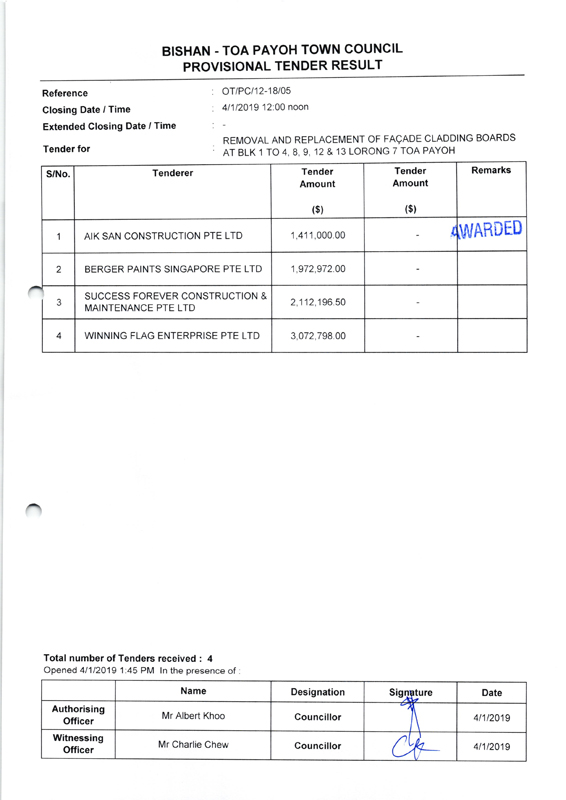 BISHAN - TOA PAYOH TOWN COUNCIL
PROVISIONAL TENDER RESULT
Reference : OT/PC/12-18/05
Closing Date / Time : 4/1/2019 12:00 noon
Extended Closing Date / Time : -
Tender for : REMOVAL AND REPLACEMENT OF FAÇADE CLADDING BOARDS
AT BLK 1 TO 4, 8, 9, 12 & 13 LORONG 7 TOA PAYOH
S/No. Tenderer Tender Amount ($) Tender Amount ($) Remarks
1 AIK SAN CONSTRUCTION PTE LTD 1,411,000.00 - AWARDED
2 BERGER PAINTS SINGAPORE PTE LTD 1,972,972.00 -
3 SUCCESS FOREVER CONSTRUCTION & MAINTENANCE PTE LTD 2,112,196.50 -
4 WINNING FLAG ENTERPRISE PTE LTD 3,072,798.00 -
Total number of Tenders received : 4
Opened 4/1/2019 1:45 PM In the presence of :
Name Designation Signature Date
Authorising Officer Mr Albert Khoo Councillor 4/1/2019
Witnessing Officer Mr Charlie Chew Councillor 4/1/2019